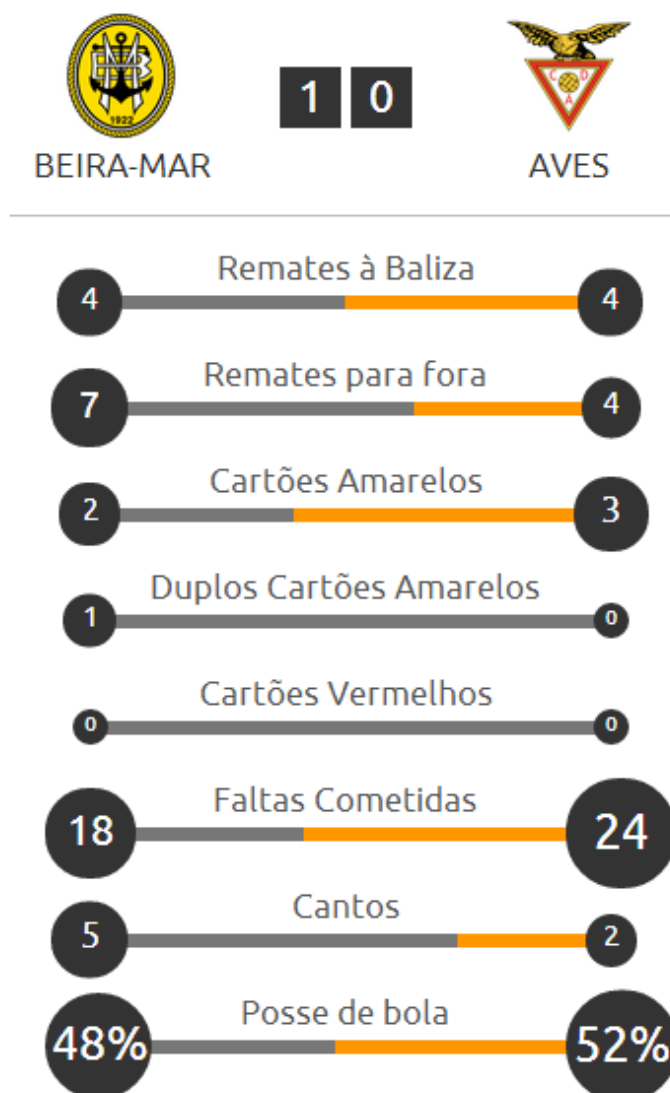 1922
C D
A
1 0
BEIRA-MAR AVES
Remates à Baliza
4 4
Remates para fora
7 4
Cartões Amarelos
2 3
Duplos Cartões Amarelos
1 0
Cartões Vermelhos
0 0
Faltas Cometidas
18 24
Cantos
5 2
Posse de bola
48% 52%